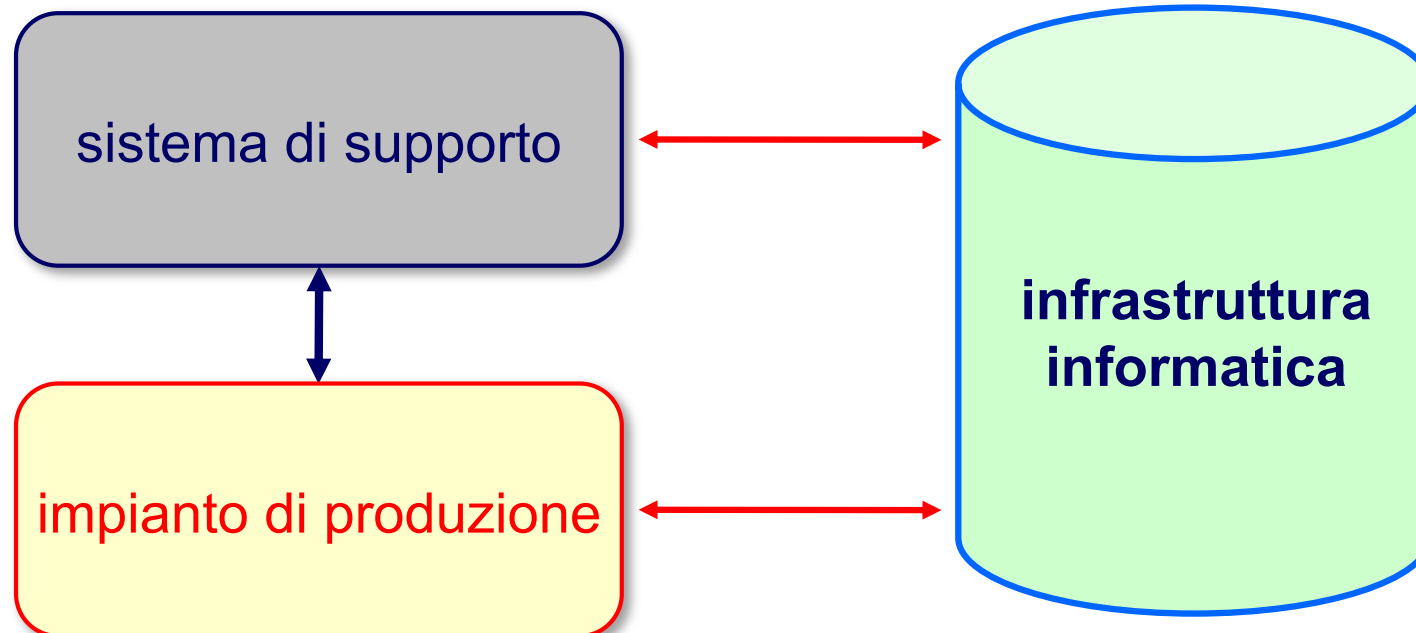 sistema di supporto
infrastruttura
informatica
impianto di produzione